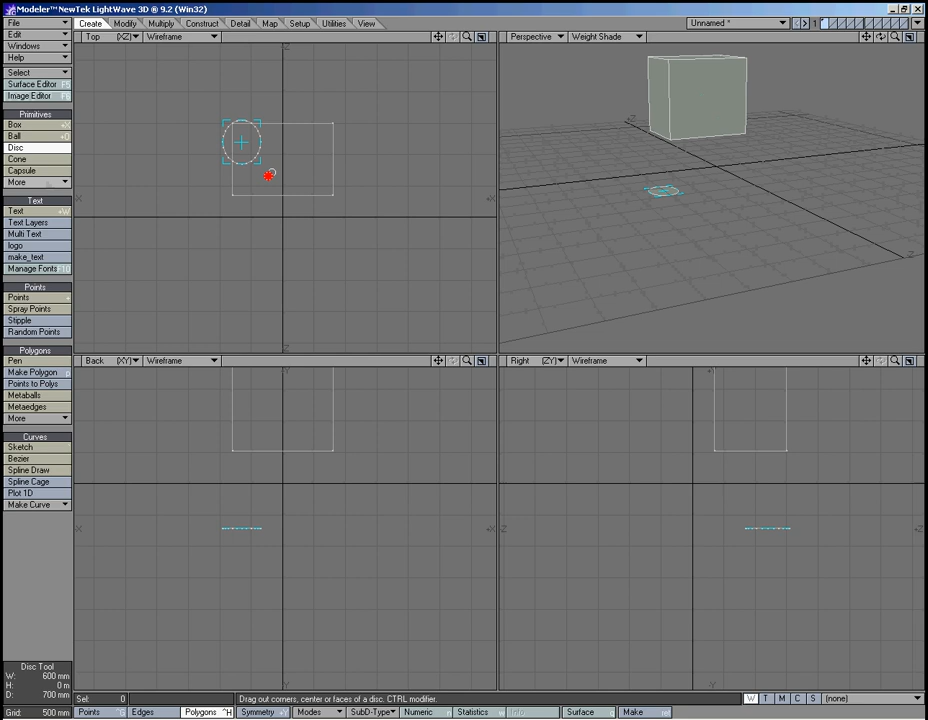 Modeler™NewTek LightWave 3D ® 9.2 (Win32)
File
Edit
Windows
Help
Select
Surface Editor F5
Image Editor F6
Primitives
Box +X
Ball +O
Disc
Cone
Capsule
More
Text
Text +W
Text Layers
Multi Text
logo
make_text
Manage Fonts F10
Points
Points +
Spray Points
Stipple
Random Points
Polygons
Pen
Make Polygon p
Points to Polys
Metaballs
Metaedges
More
Curves
Sketch
Bezier
Spline Draw
Spline Cage
Plot 1D
Make Curve
Disc Tool
W: 600 mm
H: 0 m
D: 700 mm
Grid: 500 mm
Create Modify Multiply Construct Detail Map Setup Utilities View
Unnamed * < > 1
Top (XZ) Wireframe
Perspective Weight Shade
Back (XY) Wireframe
Right (ZY) Wireframe
Sel: 0
Drag out corners, center or faces of a disc. CTRL modifier.
W T M C S (none)
Points ^G Edges Polygons ^H Symmetry +Y Modes SubD-Type Numeric n Statistics w Info i Surface q Make ret